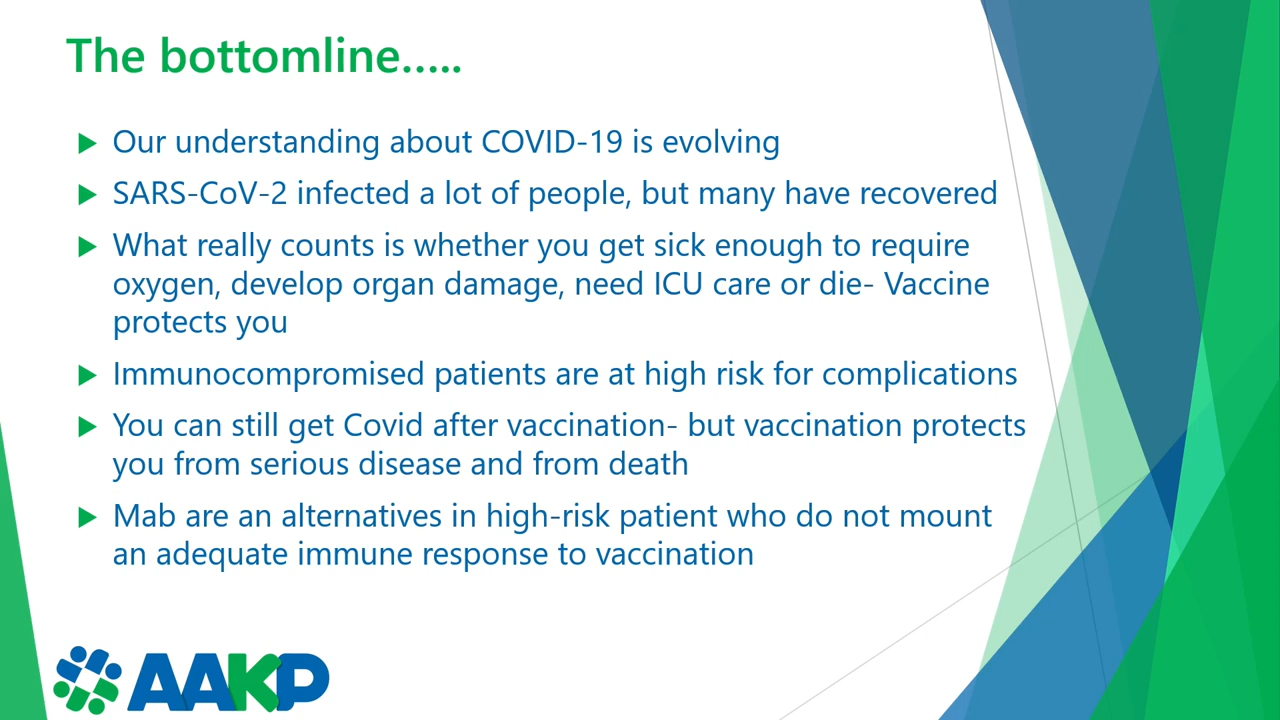 The bottomline.....
Our understanding about COVID-19 is evolving
SARS-CoV-2 infected a lot of people, but many have recovered
What really counts is whether you get sick enough to require
oxygen, develop organ damage, need ICU care or die- Vaccine
protects you
Immunocompromised patients are at high risk for complications
You can still get Covid after vaccination- but vaccination protects
you from serious disease and from death
Mab are an alternatives in high-risk patient who do not mount
an adequate immune response to vaccination
AAKP